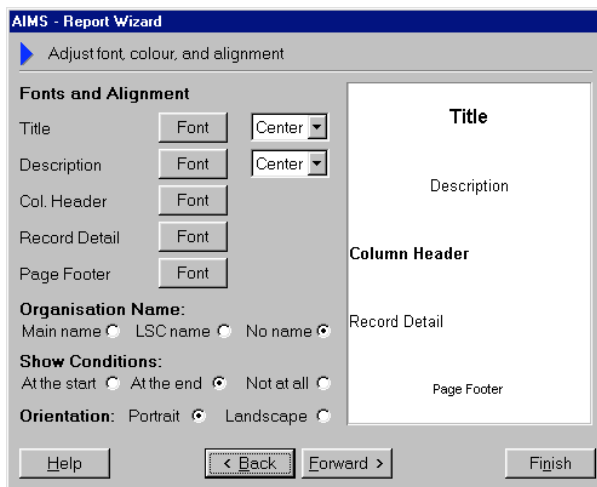 AIMS - Report Wizard
Adjust font, colour, and alignment
Fonts and Alignment
Title Font Center
Description Font Center
Col. Header Font
Record Detail Font
Page Footer Font
Organisation Name:
Main name LSC name No name
Show Conditions:
At the start At the end Not at all
Orientation: Portrait Landscape
Title
Description
Column Header
Record Detail
Page Footer
Help < Back Forward > Finish